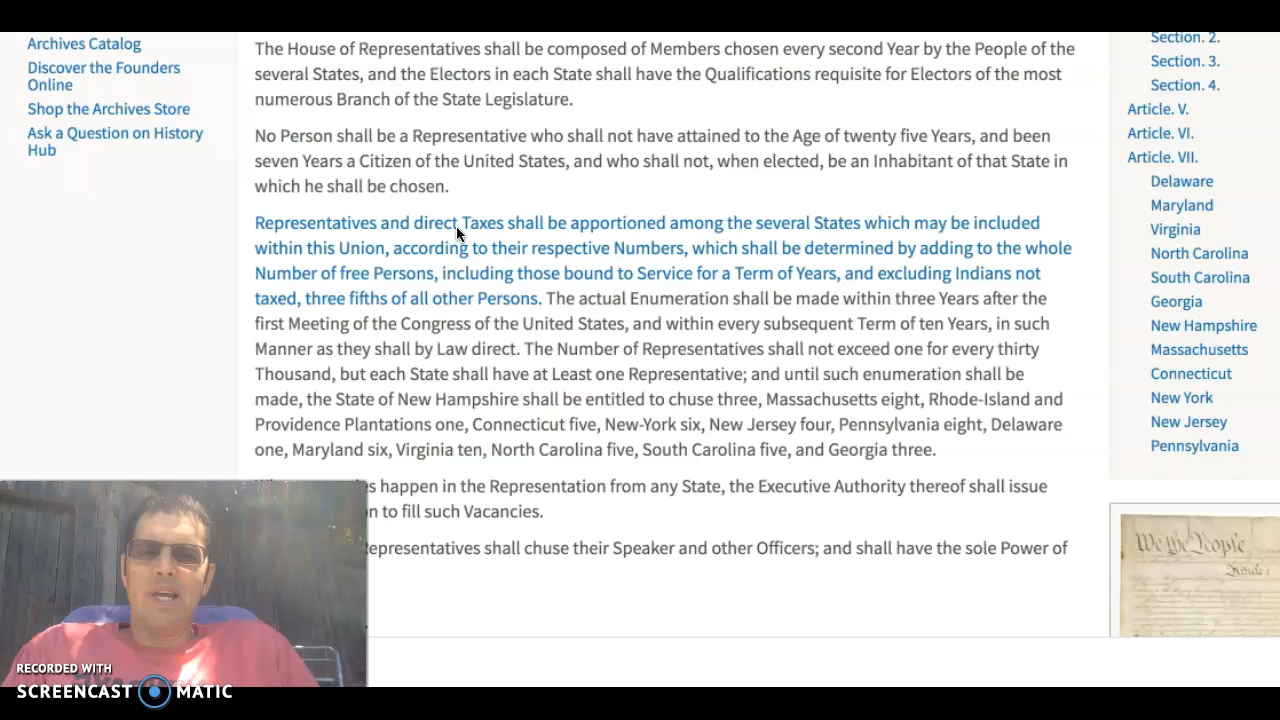 Archives Catalog
Discover the Founders
Online
Shop the Archives Store
Ask a Question on History
Hub
The House of Representatives shall be composed of Members chosen every second Year by the People of the
several States, and the Electors in each State shall have the Qualifications requisite for Electors of the most
numerous Branch of the State Legislature.
No Person shall be a Representative who shall not have attained to the Age of twenty five Years, and been
seven Years a Citizen of the United States, and who shall not, when elected, be an Inhabitant of that State in
which he shall be chosen.
Representatives and direct Taxes shall be apportioned among the several States which may be included
within this Union, according to their respective Numbers, which shall be determined by adding to the whole
Number of free Persons, including those bound to Service for a Term of Years, and excluding Indians not
taxed, three fifths of all other Persons. The actual Enumeration shall be made within three Years after the
first Meeting of the Congress of the United States, and within every subsequent Term of ten Years, in such
Manner as they shall by Law direct. The Number of Representatives shall not exceed one for every thirty
Thousand, but each State shall have at Least one Representative; and until such enumeration shall be
made, the State of New Hampshire shall be entitled to chuse three, Massachusetts eight, Rhode-Island and
Providence Plantations one, Connecticut five, New-York six, New Jersey four, Pennsylvania eight, Delaware
one, Maryland six, Virginia ten, North Carolina five, South Carolina five, and Georgia three.
happen in the Representation from any State, the Executive Authority thereof shall issue
to fill such Vacancies.
Representatives shall chuse their Speaker and other Officers; and shall have the sole Power of
Section. 2.
Section. 3.
Section. 4.
Article. V.
Article. VI.
Article. VII.
Delaware
Maryland
Virginia
North Carolina
South Carolina
Georgia
New Hampshire
Massachusetts
Connecticut
New York
New Jersey
Pennsylvania
We the People
RECORDED WITH
SCREENCAST MATIC